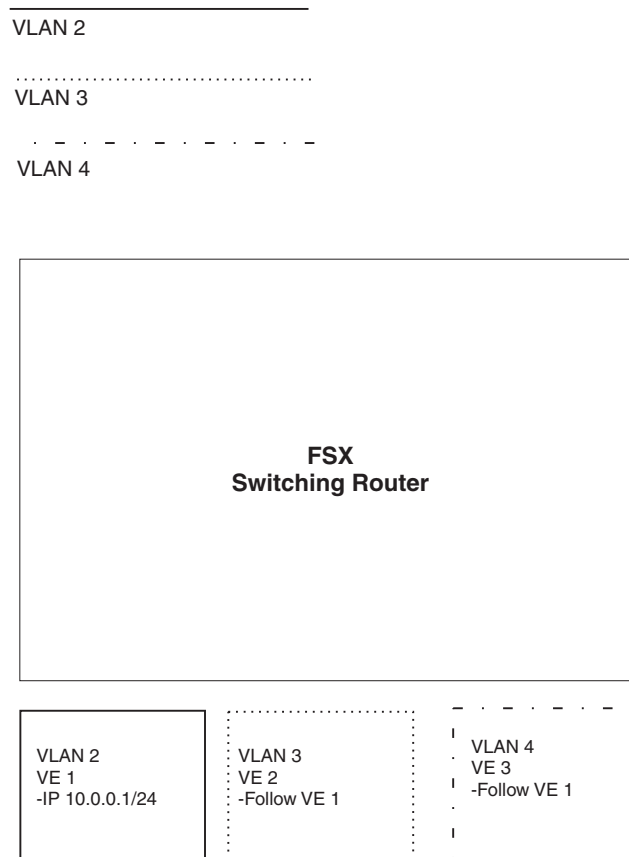 VLAN 2
VLAN 3
VLAN 4
FSX
Switching Router
VLAN 2
VE 1
-IP 10.0.0.1/24
VLAN 3
VE 2
-Follow VE 1
VLAN 4
VE 3
-Follow VE 1